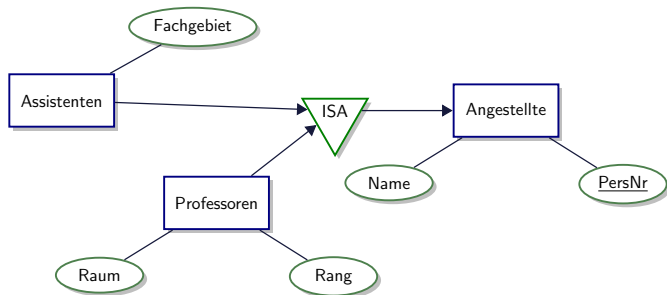 Fachgebiet
Assistenten
ISA
Angestellte
Name
PersNr
Professoren
Raum
Rang